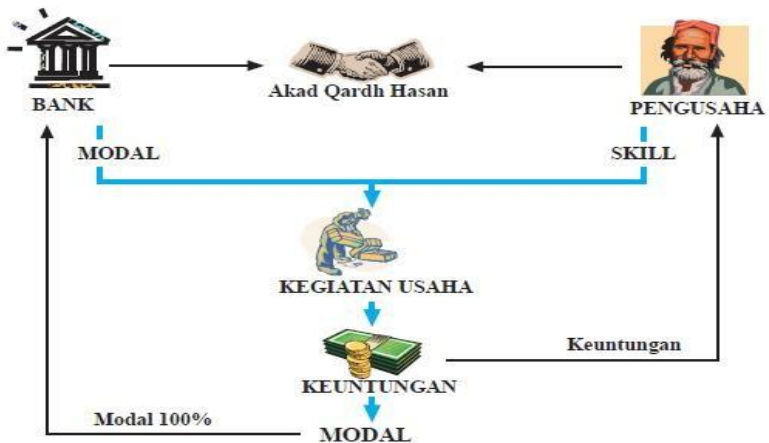 BANK
Akad Qardh Hasan
PENGUSAHA
MODAL
SKILL
KEGIATAN USAHA
Keuntungan
KEUNTUNGAN
Modal 100%
MODAL